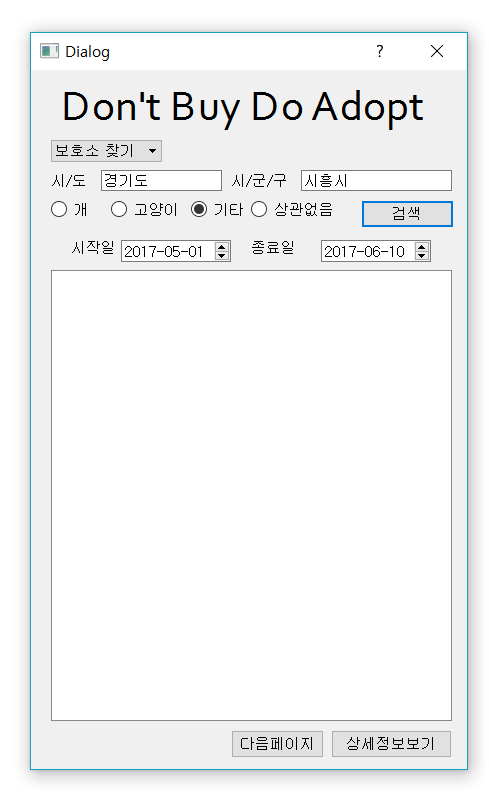 Dialog ?
Don't Buy Do Adopt
보호소 찾기
시/도 경기도 시/군/구 시흥시
개 고양이 기타 상관없음 검색
시작일 2017-05-01 종료일 2017-06-10
다음페이지 상세정보보기